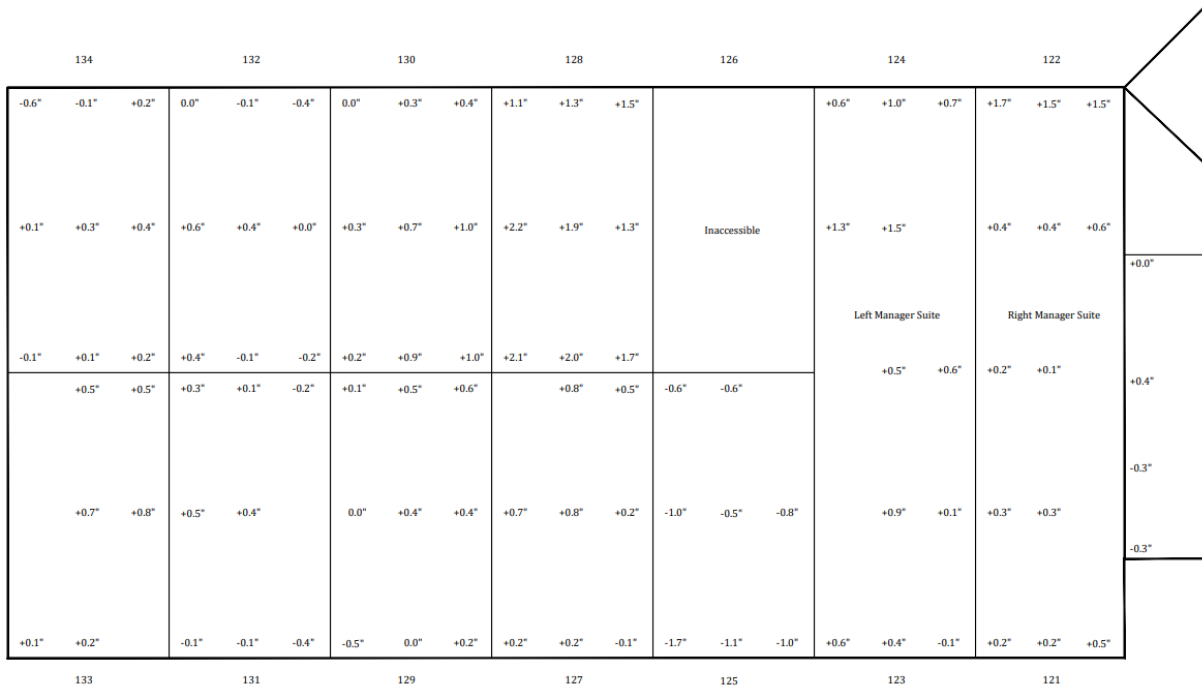 134 132 130 128 126 124 122
-0.6" -0.1" +0.2" 0.0" -0.1" -0.4" 0.0" +0.3" +0.4" +1.1" +1.3" +1.5" +0.6" +1.0" +0.7" +1.7" +1.5" +1.5"
+0.1" +0.3" +0.4" +0.6" +0.4" +0.0" +0.3" +0.7" +1.0" +2.2" +1.9" +1.3" Inaccessible +1.3" +1.5" +0.4" +0.4" +0.6"
+0.0"
Left Manager Suite Right Manager Suite
-0.1" +0.1" +0.2" +0.4" -0.1" -0.2" +0.2" +0.9" +1.0" +2.1" +2.0" +1.7"
+0.5" +0.6" +0.2" +0.1"
+0.4"
+0.5" +0.5" +0.3" +0.1" -0.2" +0.1" +0.5" +0.6" +0.8" +0.5" -0.6" -0.6"
-0.3"
+0.7" +0.8" +0.5" +0.4" 0.0" +0.4" +0.4" +0.7" +0.8" +0.2" -1.0" -0.5" -0.8" +0.9" +0.1" +0.3" +0.3"
-0.3"
+0.1" +0.2" -0.1" -0.1" -0.4" -0.5" 0.0" +0.2" +0.2" +0.2" -0.1" -1.7" -1.1" -1.0" +0.6" +0.4" -0.1" +0.2" +0.2" +0.5"
133 131 129 127 125 123 121